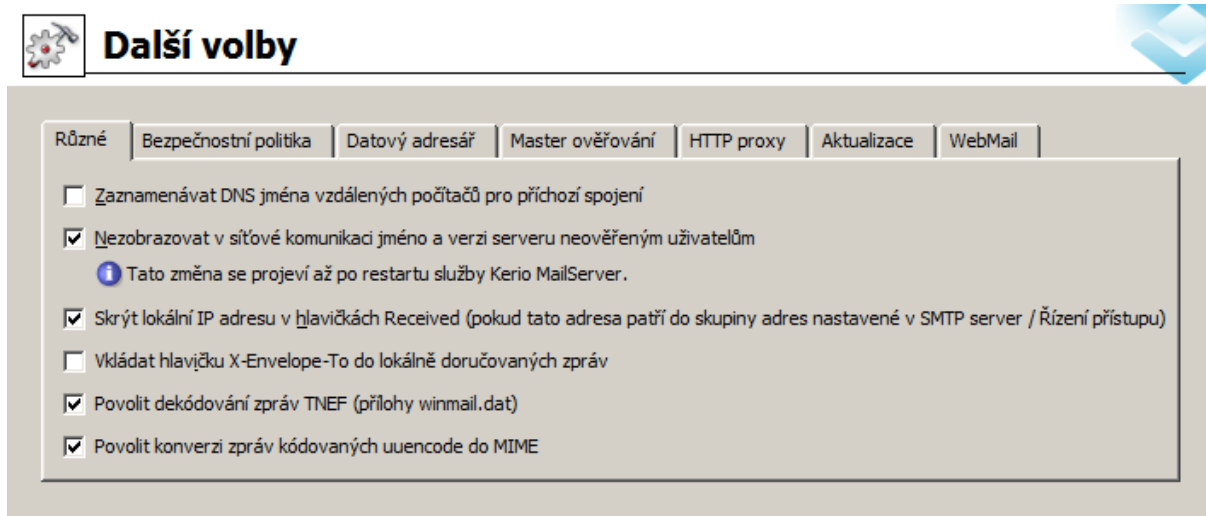 Další volby
Různé Bezpečnostní politika Datový adresář Master ověřování HTTP proxy Aktualizace WebMail
Zaznamenávat DNS jména vzdálených počítačů pro příchozí spojení
Nezobrazovat v síťové komunikaci jméno a verzi serveru neověřeným uživatelům
Tato změna se projeví až po restartu služby Kerio MailServer.
Skrýt lokální IP adresu v hlavičkách Received (pokud tato adresa patří do skupiny adres nastavené v SMTP server / Řízení přístupu)
Vkládat hlavičku X-Envelope-To do lokálně doručovaných zpráv
Povolit dekódování zpráv TNEF (přílohy winmail.dat)
Povolit konverzi zpráv kódovaných uuencode do MIME